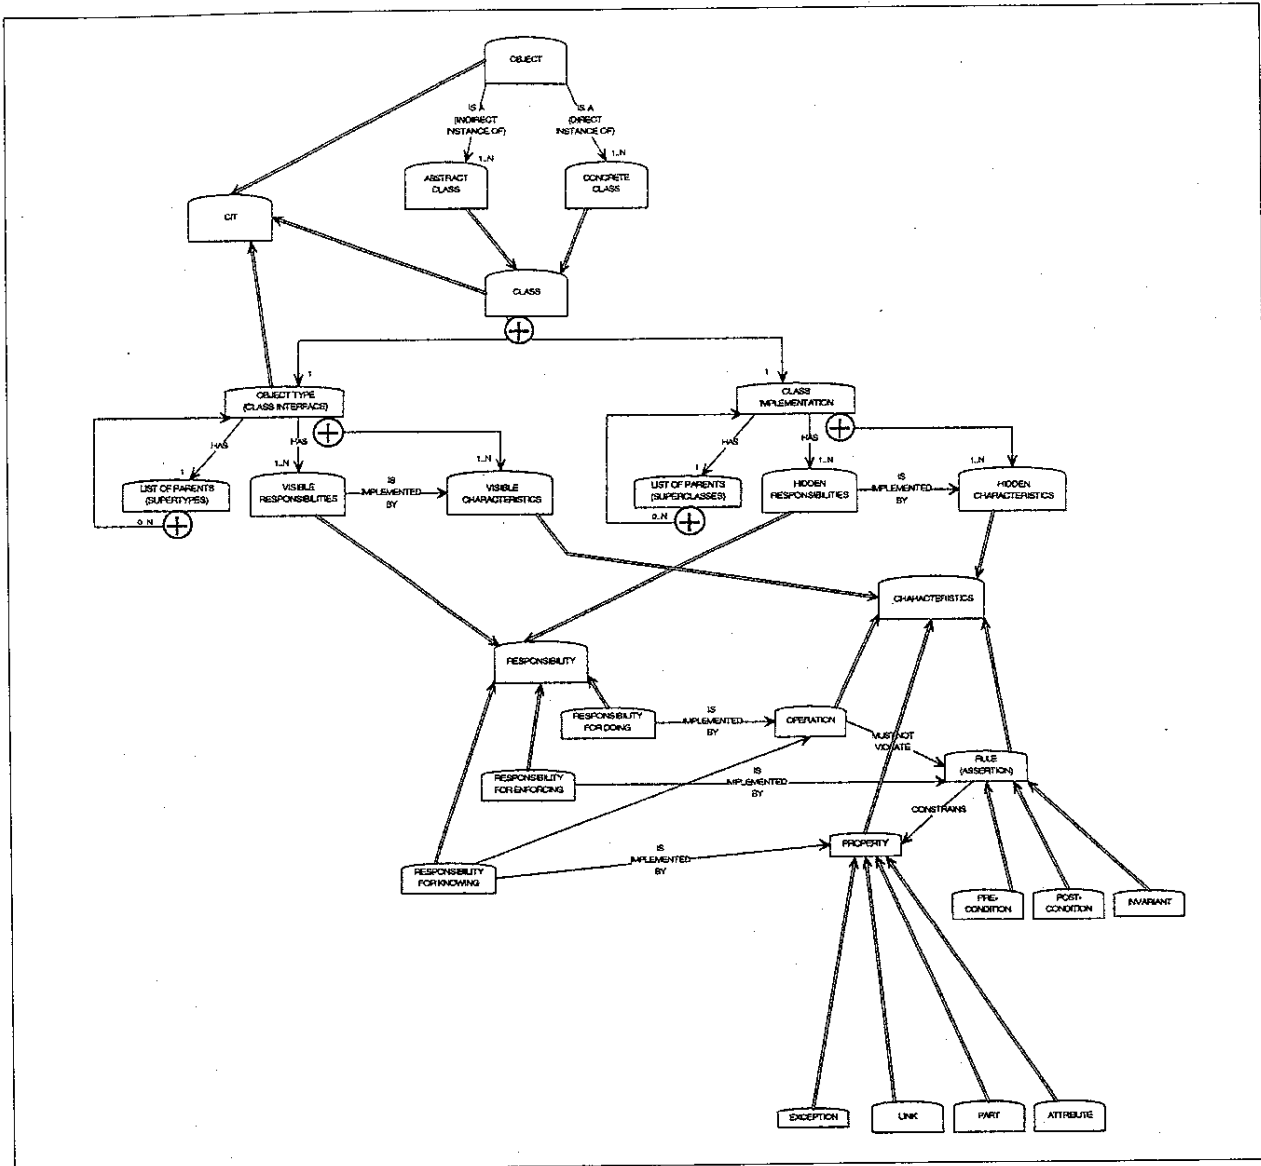 OBJECT
IS A
(INDIRECT
INSTANCE OF)
IS A
(DIRECT
INSTANCE OF)
1..N
1..N
ABSTRACT
CLASS
CONCRETE
CLASS
CIT
CLASS
1
1
OBJECT TYPE
(CLASS INTERFACE)
CLASS
IMPLEMENTATION
HAS
HAS
HAS
HAS
1
1..N
1..N
1
1..N
1..N
LIST OF PARENTS
(SUPERTYPES)
VISIBLE
RESPONSIBILITIES
IS
IMPLEMENTED
BY
VISIBLE
CHARACTERISTICS
LIST OF PARENTS
(SUPERCLASSES)
HIDDEN
RESPONSIBILITIES
IS
IMPLEMENTED
BY
HIDDEN
CHARACTERISTICS
0..N
0..N
CHARACTERISTICS
RESPONSIBILITY
RESPONSIBILITY
FOR DOING
IS
IMPLEMENTED
BY
OPERATION
MUST NOT
VIOLATE
RULE
(ASSERTION)
RESPONSIBILITY
FOR ENFORCING
IS
IMPLEMENTED
BY
CONSTRAINS
PROPERTY
IS
IMPLEMENTED
BY
RESPONSIBILITY
FOR KNOWING
PRE-
CONDITION
POST-
CONDITION
INVARIANT
EXCEPTION
LINK
PART
ATTRIBUTE